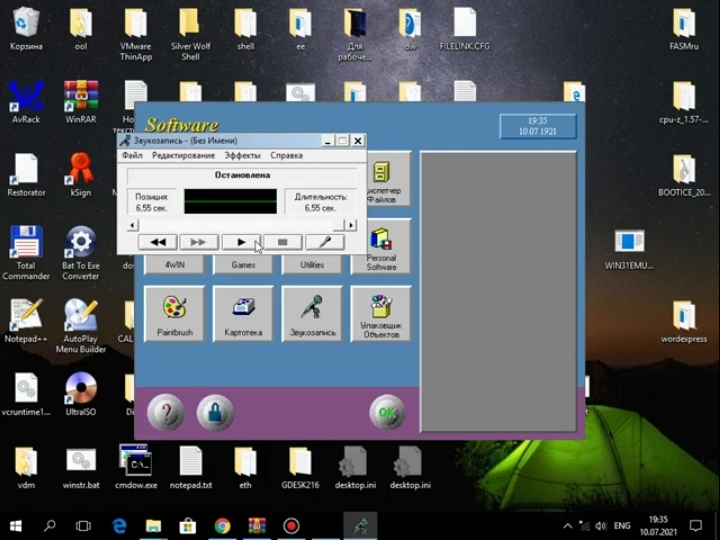 Корзина
ool
VMware
ThinApp
Silver Wolf
Shell
shell
ee
Для
рабоче...
dw
FILELINK.CFG
FASMru
AvRack
WinRAR
cpu-z_1.57-...
Software
19:35
10.07.1921
Звукозапись - (Без Имени)
Файл
Редактирование
Эффекты
Справка
Остановлена
Позиция:
6,55 сек.
Длительность:
6,55 сек.
Файлов
Restorator
kSign
BOOTICE_20...
Total
Commander
Bat To Exe
Converter
4WIN
Games
Utilities
Personal
Software
WIN31EMU...
Notepad++
AutoPlay
Menu Builder
Paintbrush
Картотека
Звукозапись
Упаковщик
Объектов
wordexpress
vcruntime1...
UltraISO
?
OK
vdm
winstr.bat
C:\_
cmdow.exe
notepad.txt
eth
GDESK216
desktop.ini
desktop.ini
ENG
19:35
10.07.2021